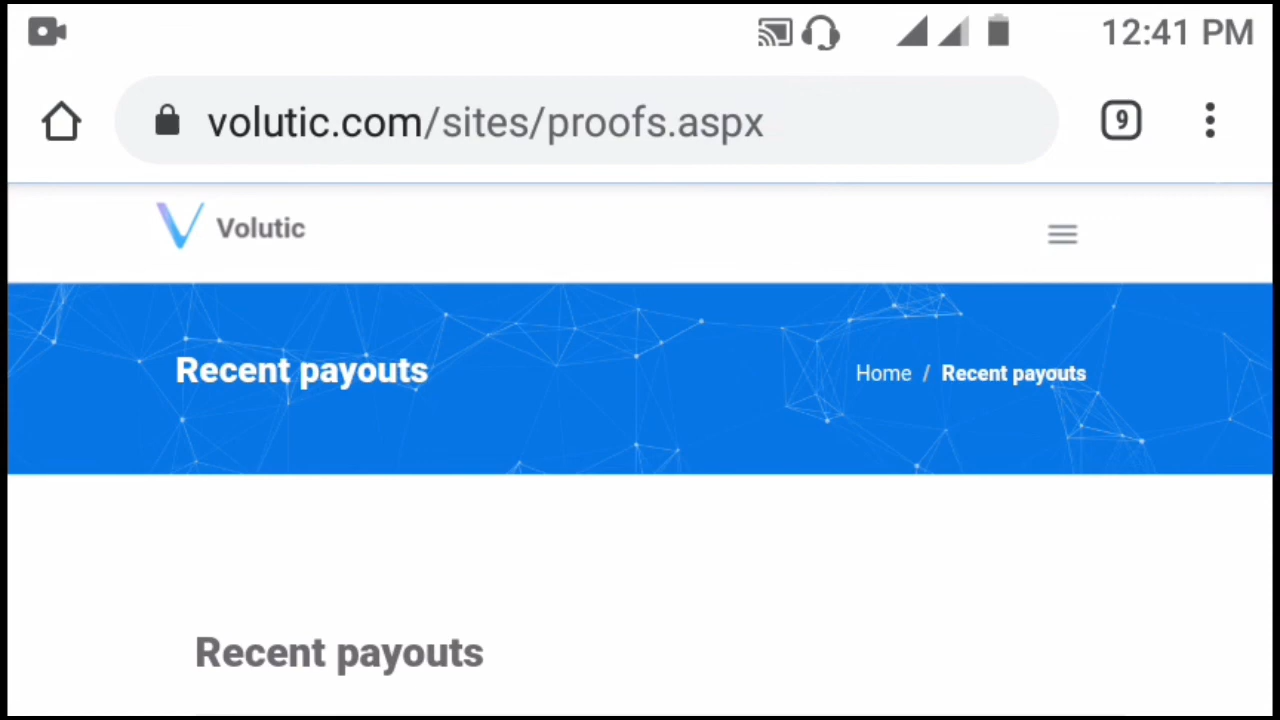 12:41 PM
volutic.com/sites/proofs.aspx
9
Volutic
Recent payouts
Home / Recent payouts
Recent payouts